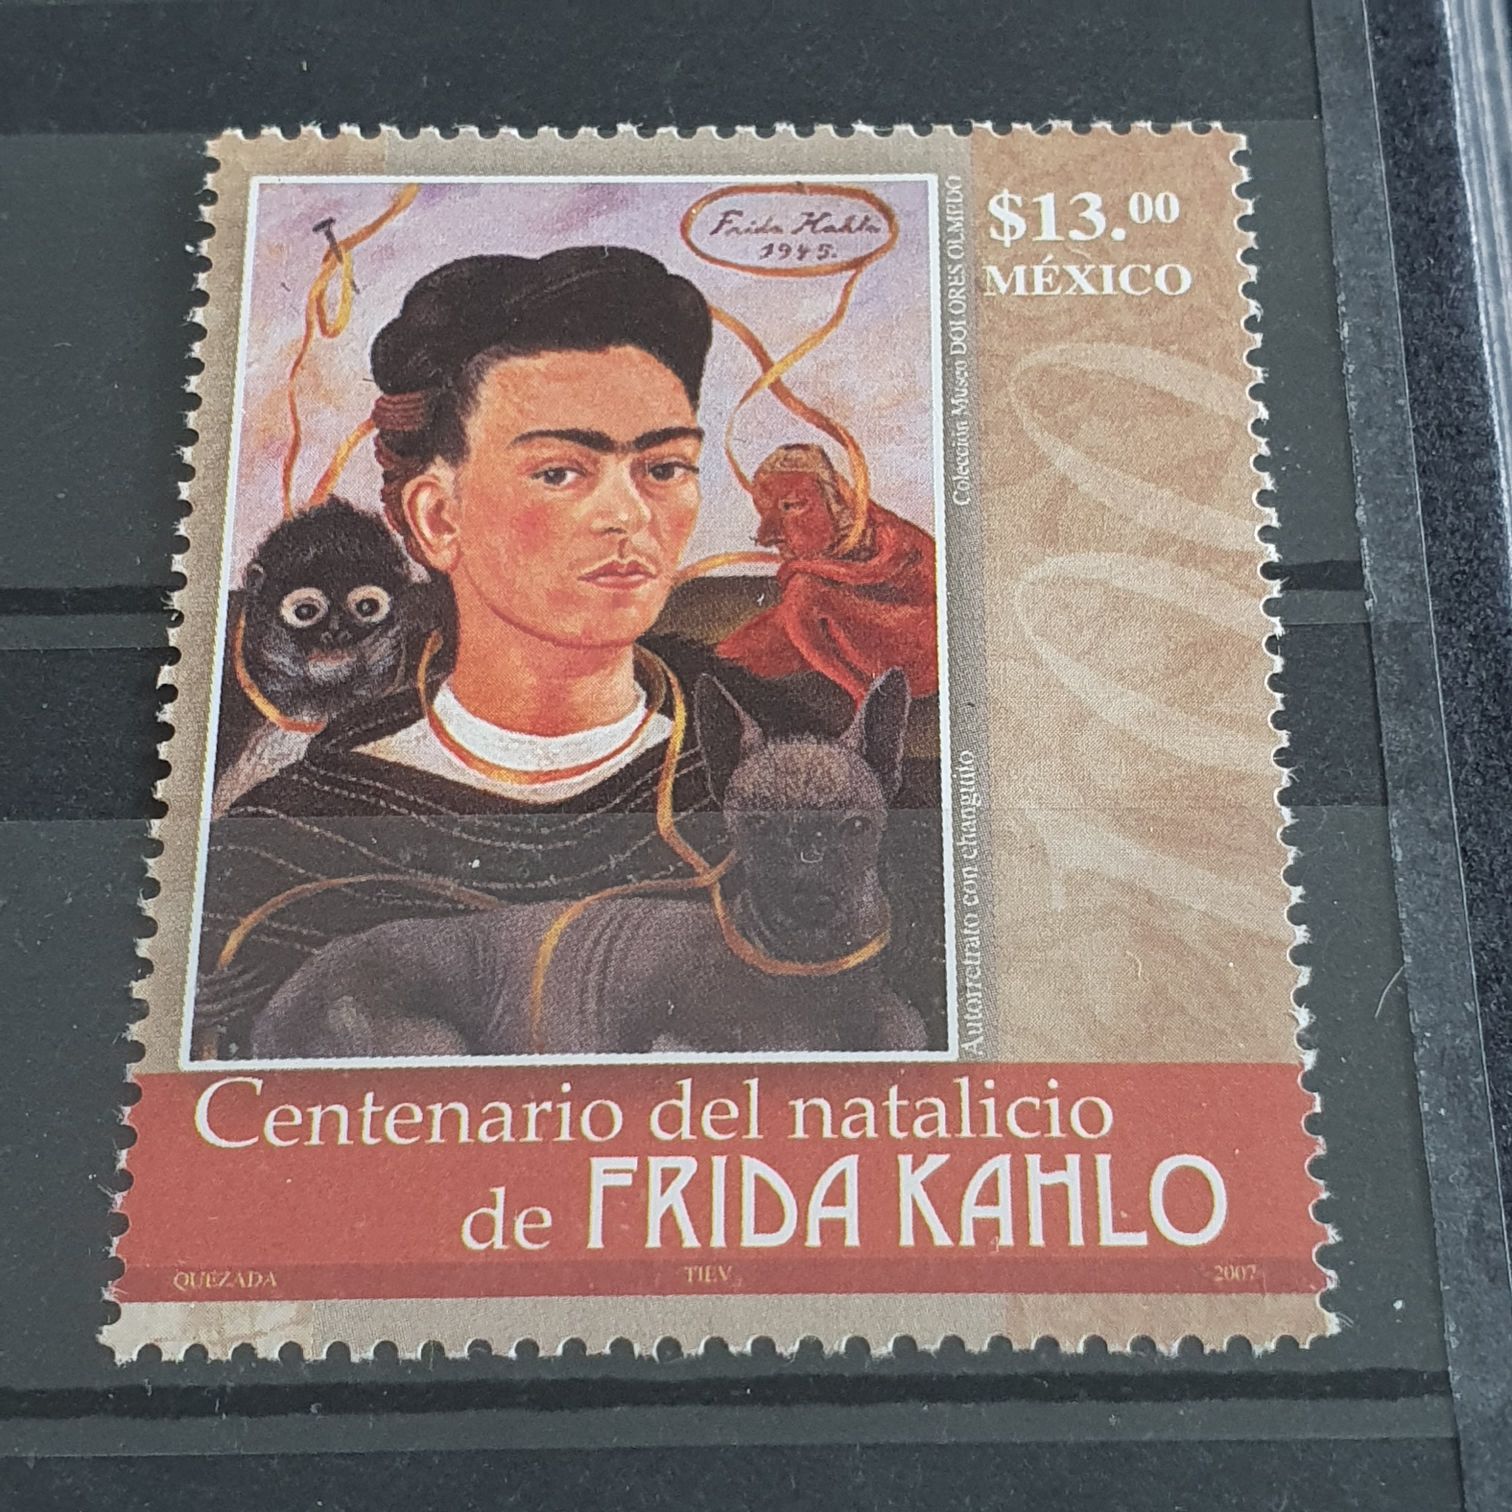 $13.00
MÉXICO
Frida Kahlo
1945.
Colección Museo DOLORES OLMEDO
Autorretrato con changuito
Centenario del natalicio
de FRIDA KAHLO
QUEZADA TIEV 2007